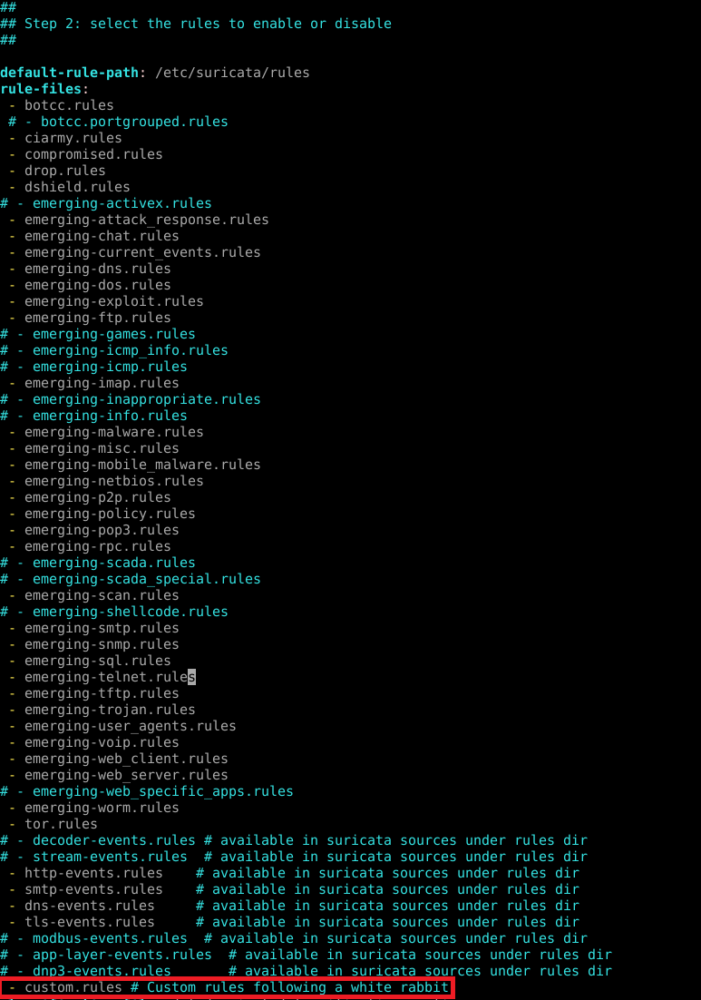 ##
## Step 2: select the rules to enable or disable
##
default-rule-path: /etc/suricata/rules
rule-files:
 - botcc.rules
 # - botcc.portgrouped.rules
 - ciarmy.rules
 - compromised.rules
 - drop.rules
 - dshield.rules
# - emerging-activex.rules
 - emerging-attack_response.rules
 - emerging-chat.rules
 - emerging-current_events.rules
 - emerging-dns.rules
 - emerging-dos.rules
 - emerging-exploit.rules
 - emerging-ftp.rules
# - emerging-games.rules
# - emerging-icmp_info.rules
# - emerging-icmp.rules
 - emerging-imap.rules
# - emerging-inappropriate.rules
# - emerging-info.rules
 - emerging-malware.rules
 - emerging-misc.rules
 - emerging-mobile_malware.rules
 - emerging-netbios.rules
 - emerging-p2p.rules
 - emerging-policy.rules
 - emerging-pop3.rules
 - emerging-rpc.rules
# - emerging-scada.rules
# - emerging-scada_special.rules
 - emerging-scan.rules
# - emerging-shellcode.rules
 - emerging-smtp.rules
 - emerging-snmp.rules
 - emerging-sql.rules
 - emerging-telnet.rules
 - emerging-tftp.rules
 - emerging-trojan.rules
 - emerging-user_agents.rules
 - emerging-voip.rules
 - emerging-web_client.rules
 - emerging-web_server.rules
# - emerging-web_specific_apps.rules
 - emerging-worm.rules
 - tor.rules
# - decoder-events.rules # available in suricata sources under rules dir
# - stream-events.rules  # available in suricata sources under rules dir
 - http-events.rules    # available in suricata sources under rules dir
 - smtp-events.rules    # available in suricata sources under rules dir
 - dns-events.rules     # available in suricata sources under rules dir
 - tls-events.rules     # available in suricata sources under rules dir
# - modbus-events.rules  # available in suricata sources under rules dir
# - app-layer-events.rules  # available in suricata sources under rules dir
# - dnp3-events.rules       # available in suricata sources under rules dir
 - custom.rules # Custom rules following a white rabbit